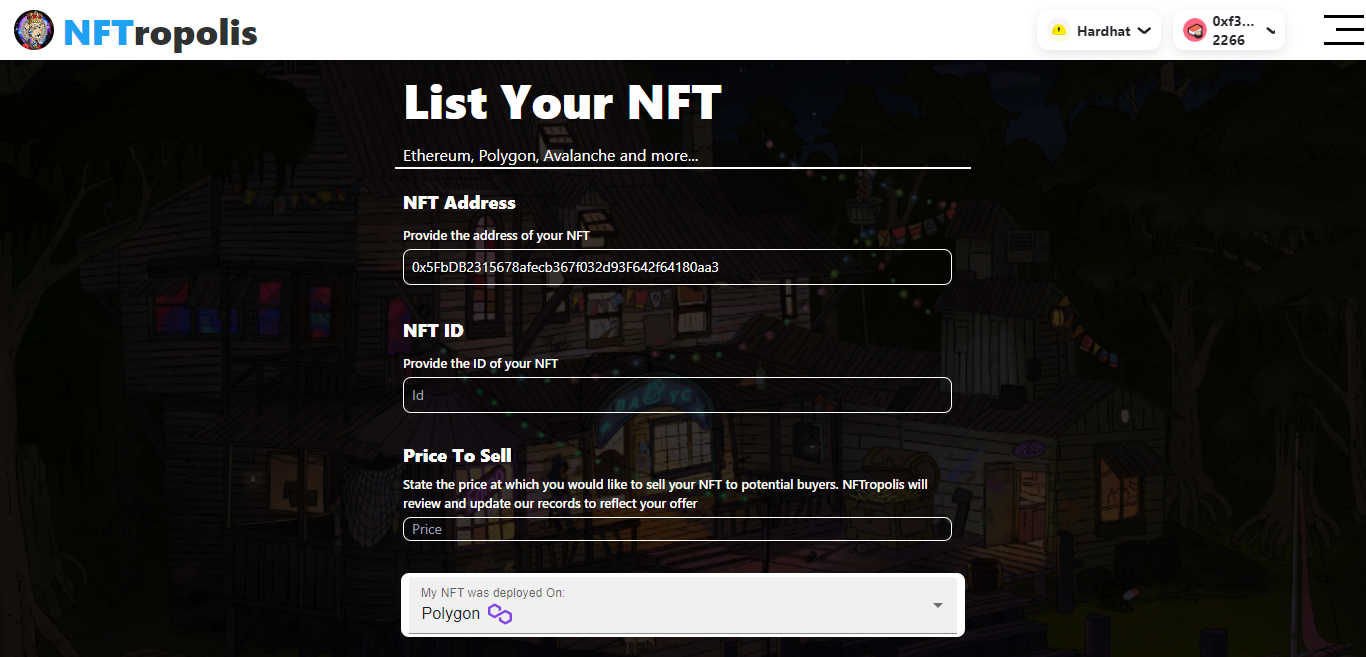 NFTropolis
Hardhat
0xf3...
2266
List Your NFT
Ethereum, Polygon, Avalanche and more...
NFT Address
Provide the address of your NFT
0x5FbDB2315678afecb367f032d93F642f64180aa3
NFT ID
Provide the ID of your NFT
Id
BAYC
Price To Sell
State the price at which you would like to sell your NFT to potential buyers. NFTropolis will
review and update our records to reflect your offer
Price
My NFT was deployed On:
Polygon